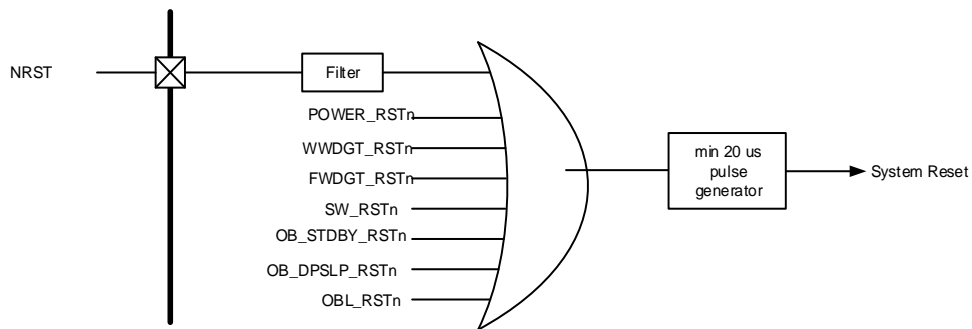 NRST
Filter
POWER_RSTn
WWDGT_RSTn
FWDGT_RSTn
SW_RSTn
OB_STDBY_RSTn
OB_DPSLP_RSTn
OBL_RSTn
min 20 us
pulse
generator
System Reset